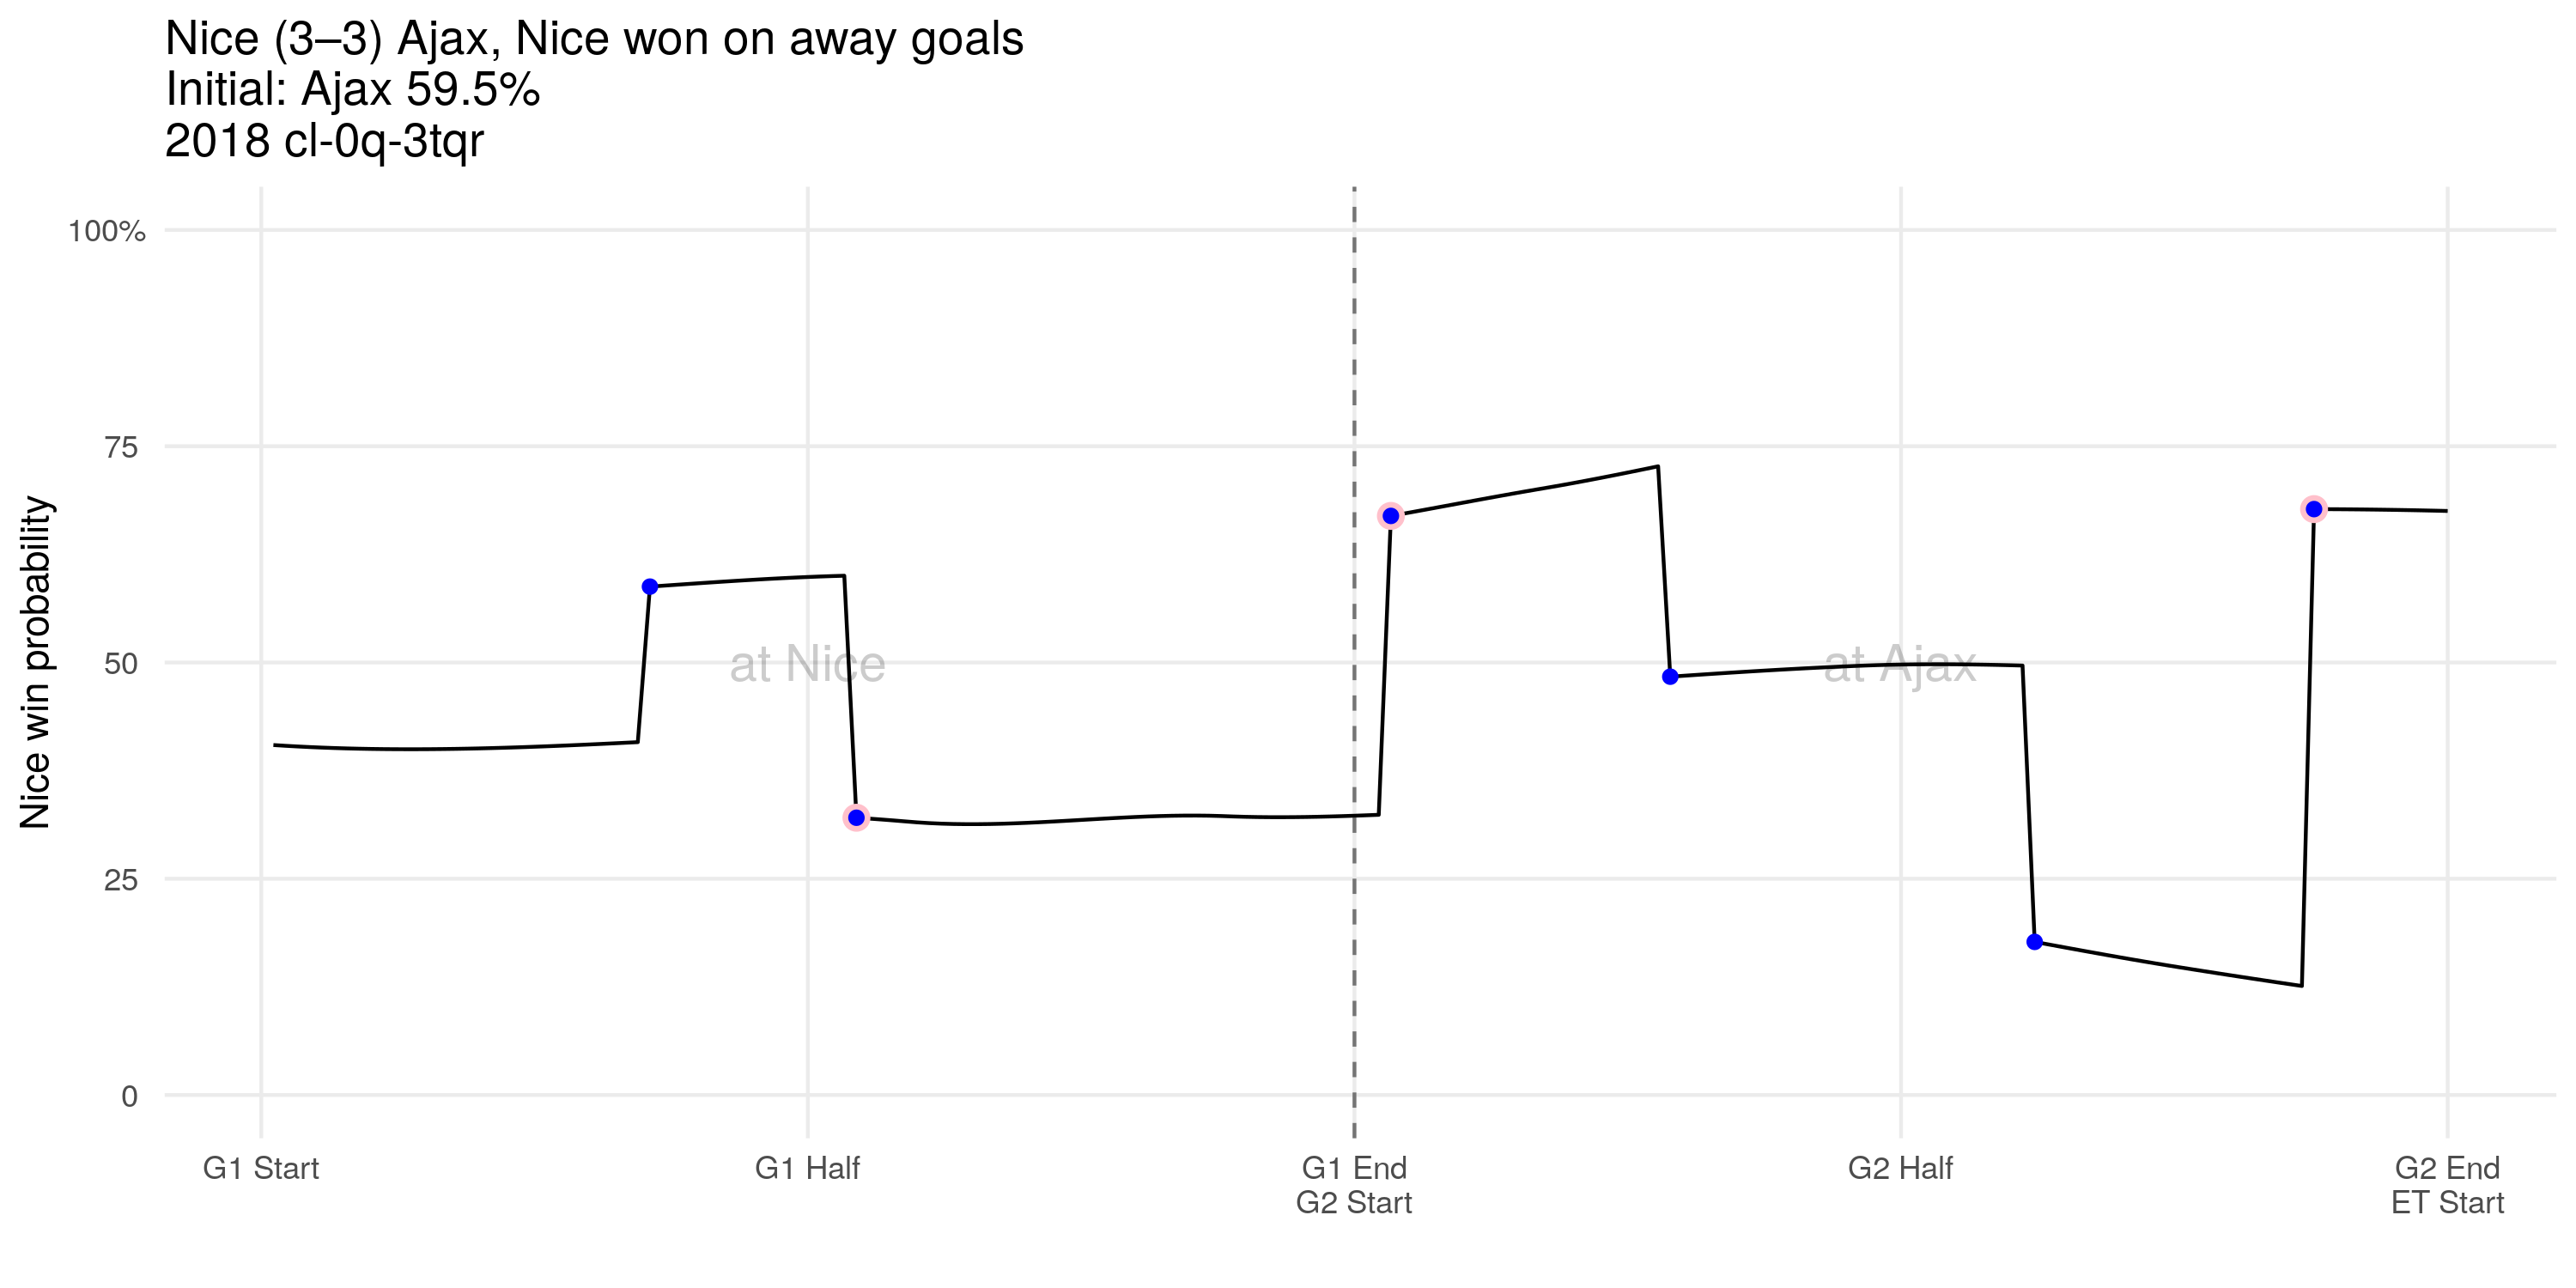 Nice (3–3) Ajax, Nice won on away goals
Initial: Ajax 59.5%
2018 cl-0q-3tqr
Nice win probability
100%
75
50
25
0
at Nice
at Ajax
G1 Start
G1 Half
G1 End
G2 Start
G2 Half
G2 End
ET Start